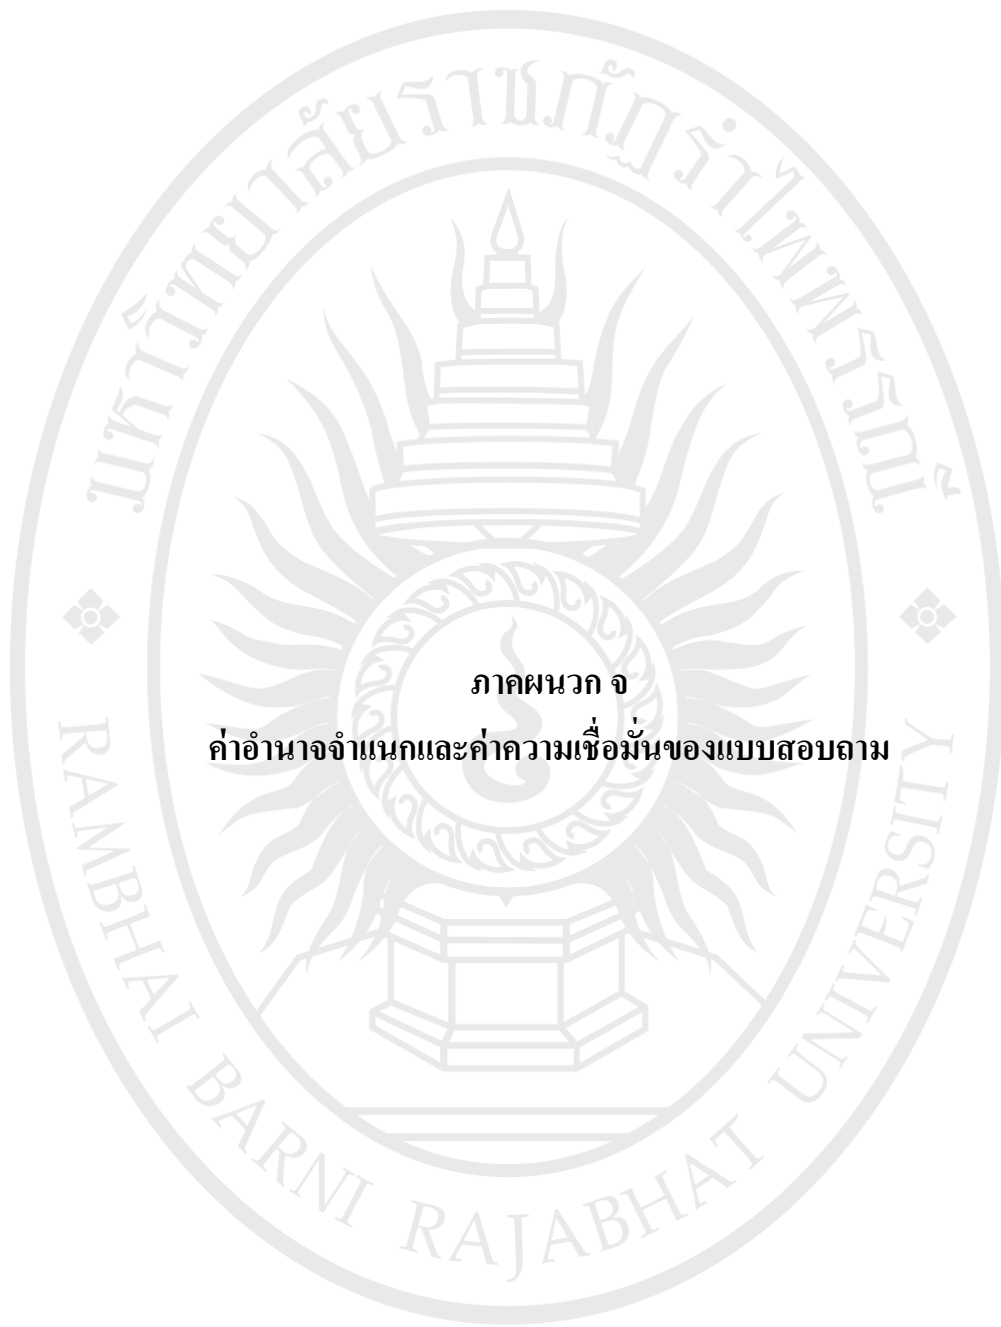 มหาวิทยาลัยราชภัฏรำไพพรรณี
ภาคผนวก จ
ค่าอำนาจจำแนกและค่าความเชื่อมั่นของแบบสอบถาม
RAMBHAI BARNI RAJABHAT UNIVERSITY